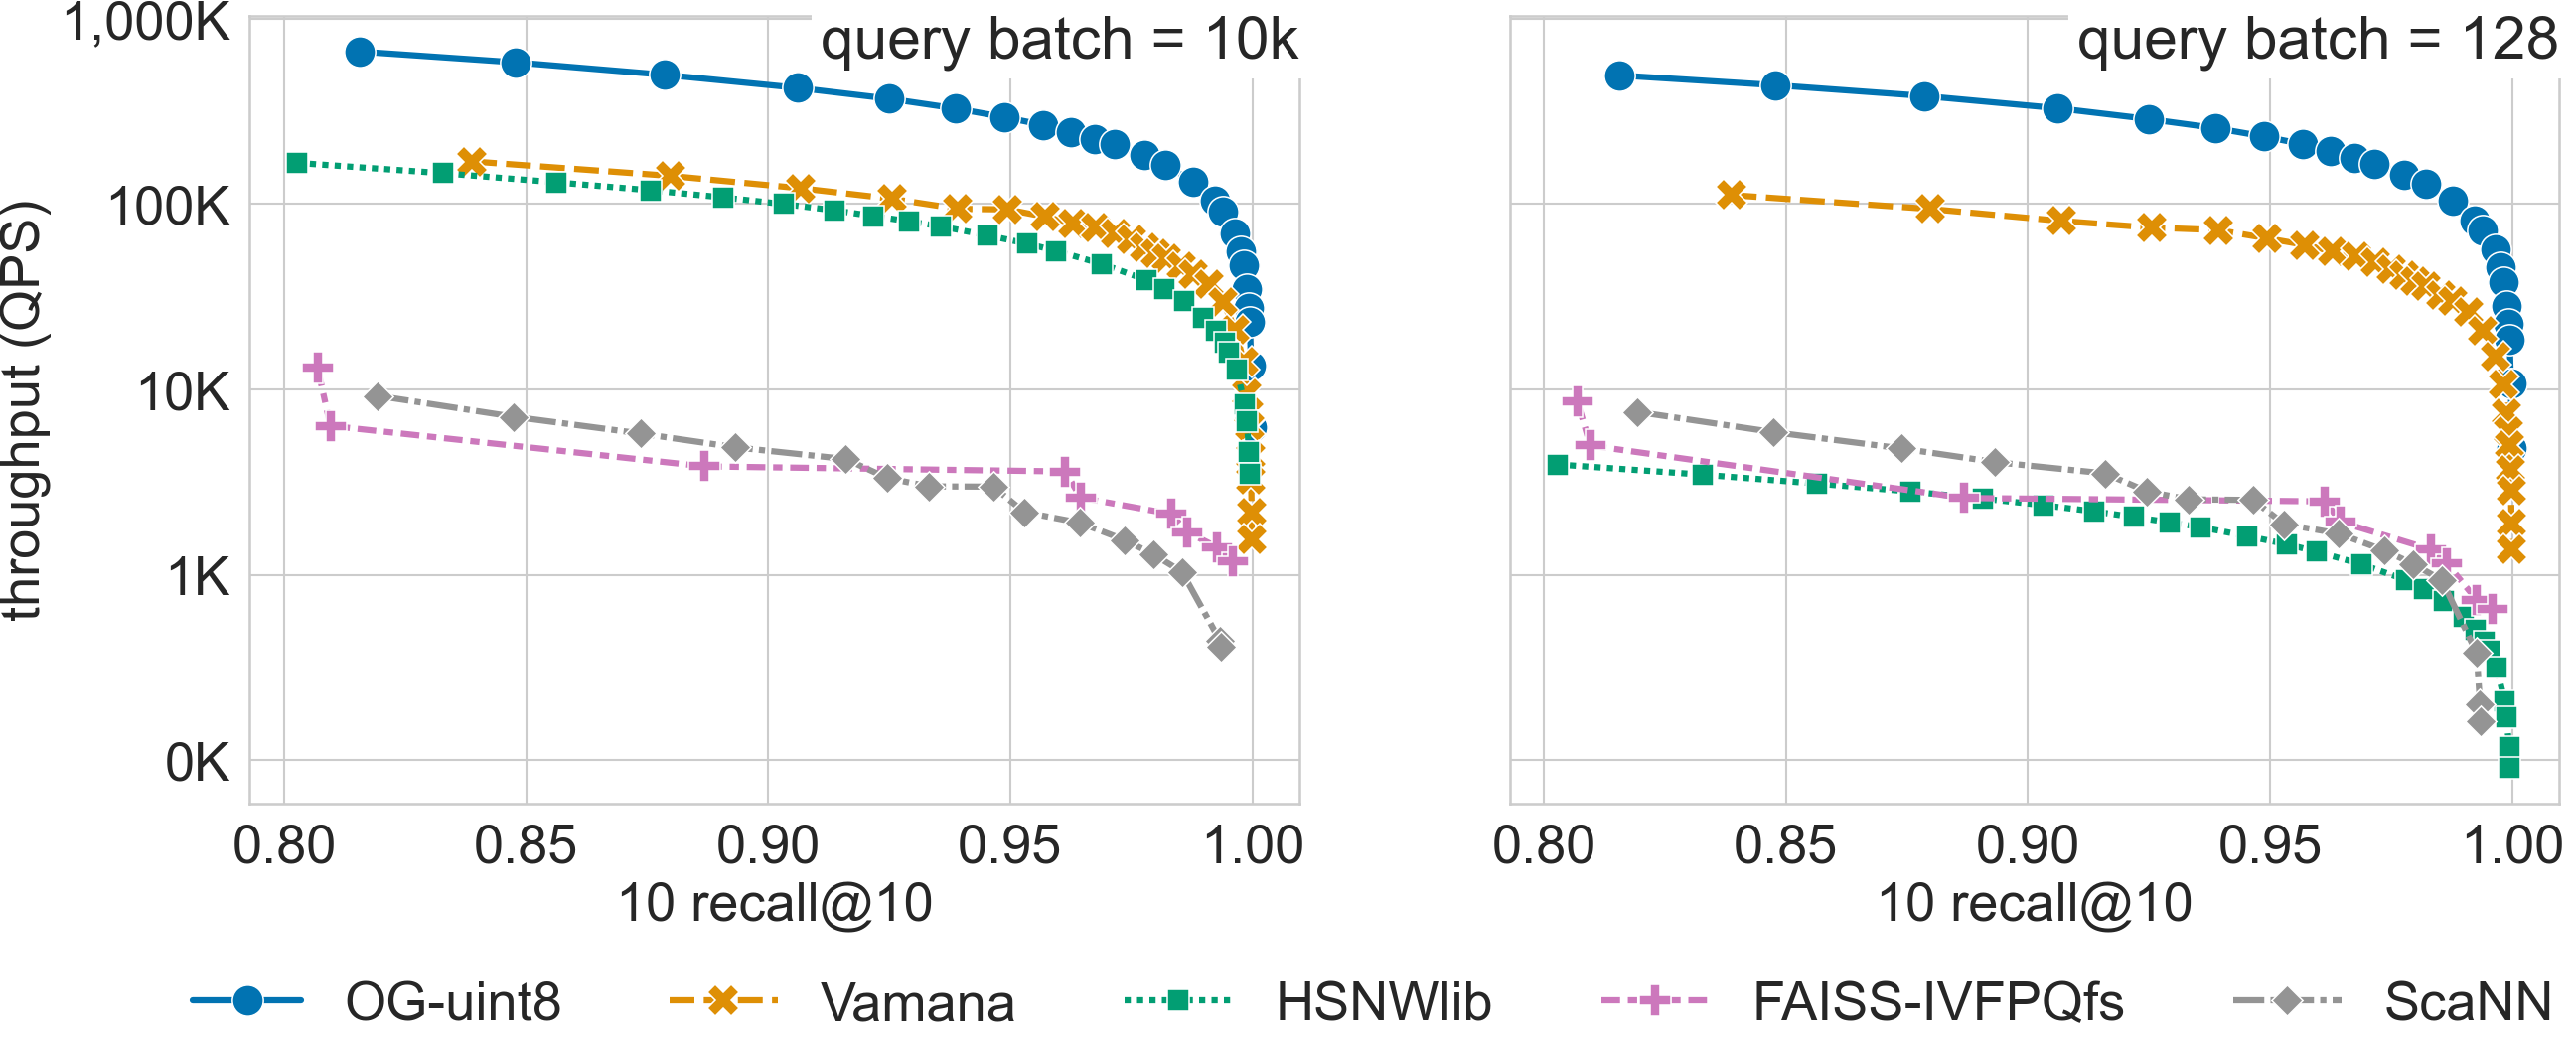 query batch = 10k
query batch = 128
throughput (QPS)
1,000K
100K
10K
1K
0K
0.80 0.85 0.90 0.95 1.00
0.80 0.85 0.90 0.95 1.00
10 recall@10
10 recall@10
OG-uint8 Vamana HSNWlib FAISS-IVFPQfs ScaNN